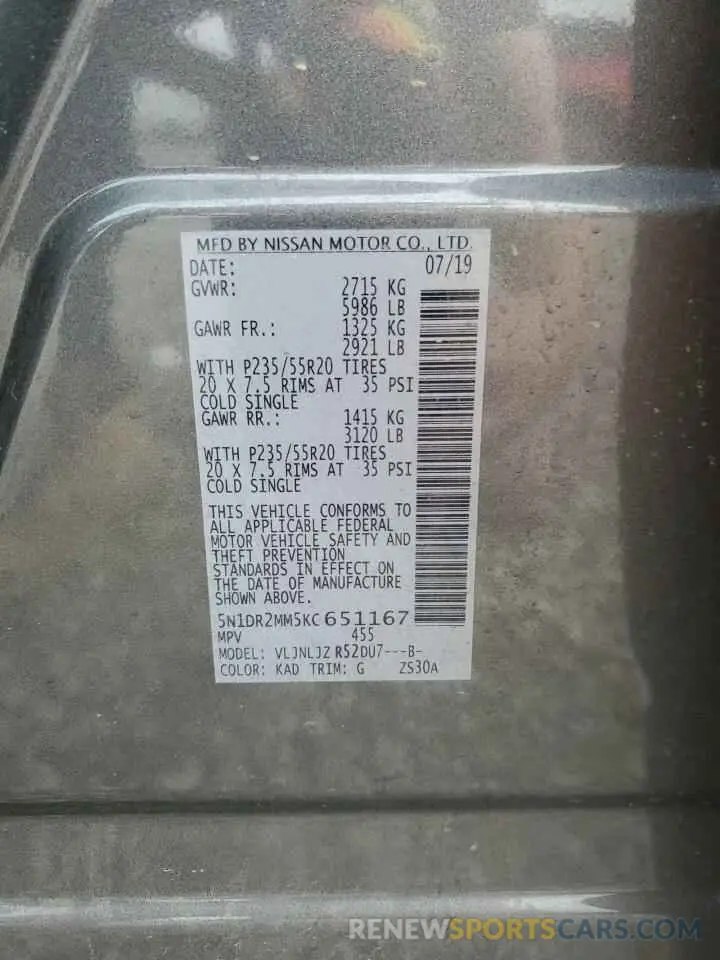 MFD BY NISSAN MOTOR CO., LTD.
DATE: 07/19
GVWR: 2715 KG
5986 LB
GAWR FR.: 1325 KG
2921 LB
WITH P235/55R20 TIRES
20 X 7.5 RIMS AT 35 PSI
COLD SINGLE
GAWR RR.: 1415 KG
3120 LB
WITH P235/55R20 TIRES
20 X 7.5 RIMS AT 35 PSI
COLD SINGLE
THIS VEHICLE CONFORMS TO
ALL APPLICABLE FEDERAL
MOTOR VEHICLE SAFETY AND
THEFT PREVENTION
STANDARDS IN EFFECT ON
THE DATE OF MANUFACTURE
SHOWN ABOVE.
5N1DR2MM5KC651167
MPV 455
MODEL: VLJNLJZ R52DU7---B-
COLOR: KAD TRIM: G ZS30A
RENEWSPORTSCARS.COM